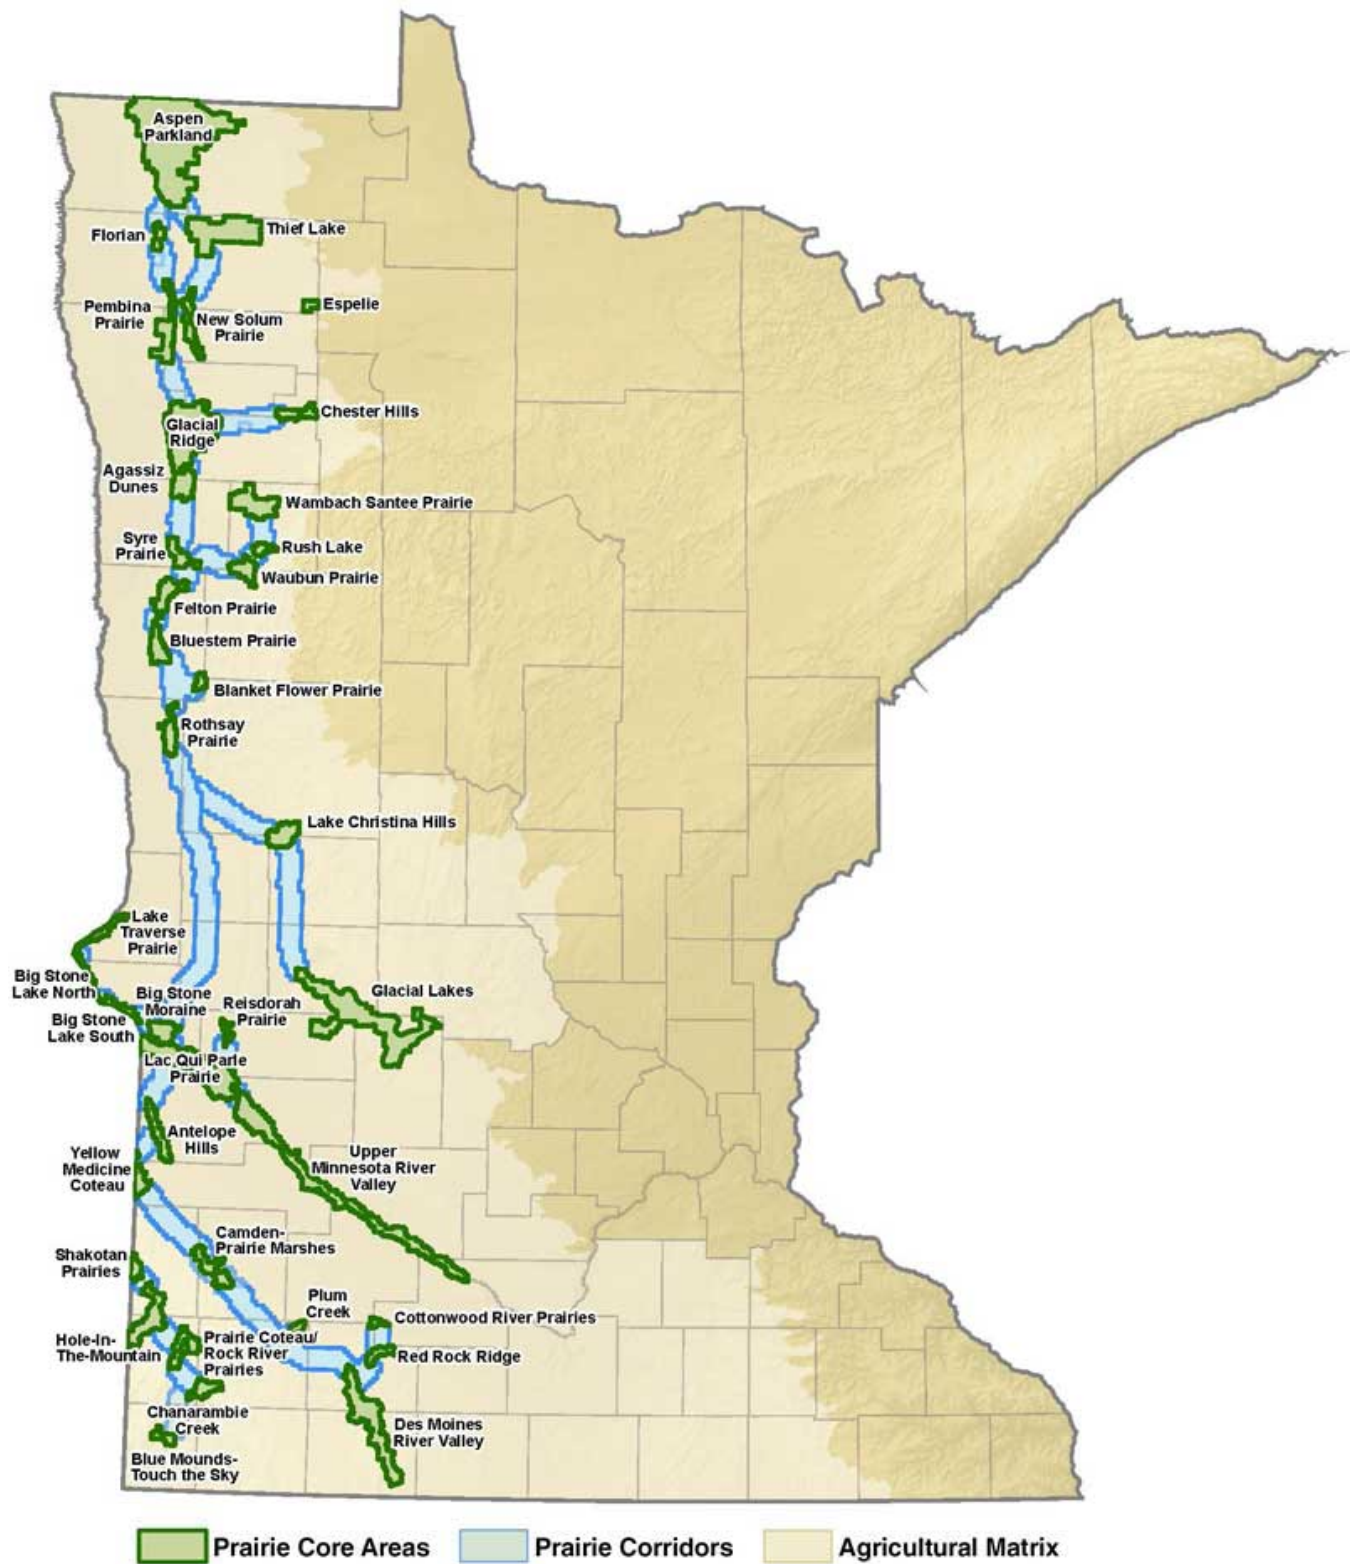 Aspen
Parkland
Florian
Thief Lake
Pembina
Prairie
New Solum
Prairie
Espelie
Chester Hills
Glacial
Ridge
Agassiz
Dunes
Wambach Santee Prairie
Syre
Prairie
Rush Lake
Waubun Prairie
Felton Prairie
Bluestem Prairie
Blanket Flower Prairie
Rothsay
Prairie
Lake Christina Hills
Lake
Traverse
Prairie
Big Stone
Lake North
Big Stone
Moraine
Reisdorah
Prairie
Glacial Lakes
Big Stone
Lake South
Lac Qui Parle
Prairie
Antelope
Hills
Yellow
Medicine
Coteau
Upper
Minnesota River
Valley
Camden-
Prairie Marshes
Shakotan
Prairies
Plum
Creek
Cottonwood River Prairies
Hole-In-
The-Mountain
Prairie Coteau/
Rock River
Prairies
Red Rock Ridge
Chanarambie
Creek
Des Moines
River Valley
Blue Mounds-
Touch the Sky
Prairie Core Areas
Prairie Corridors
Agricultural Matrix